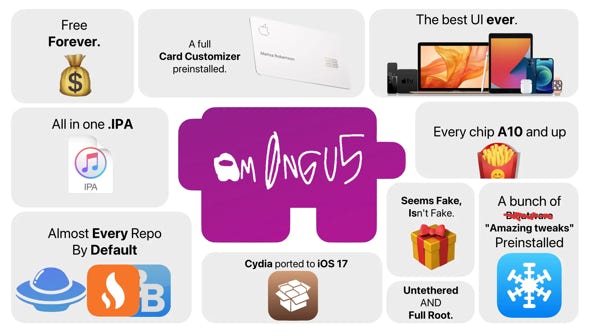 Free
Forever.
A full
Card Customizer
preinstalled.
The best UI ever.
All in one .IPA
IPA
AmONGUS
Every chip A10 and up
Seems Fake,
Isn't Fake.
A bunch of
Bloatware
"Amazing tweaks"
Preinstalled
Almost Every Repo
By Default
B
B
Cydia ported to iOS 17
Untethered
AND
Full Root.